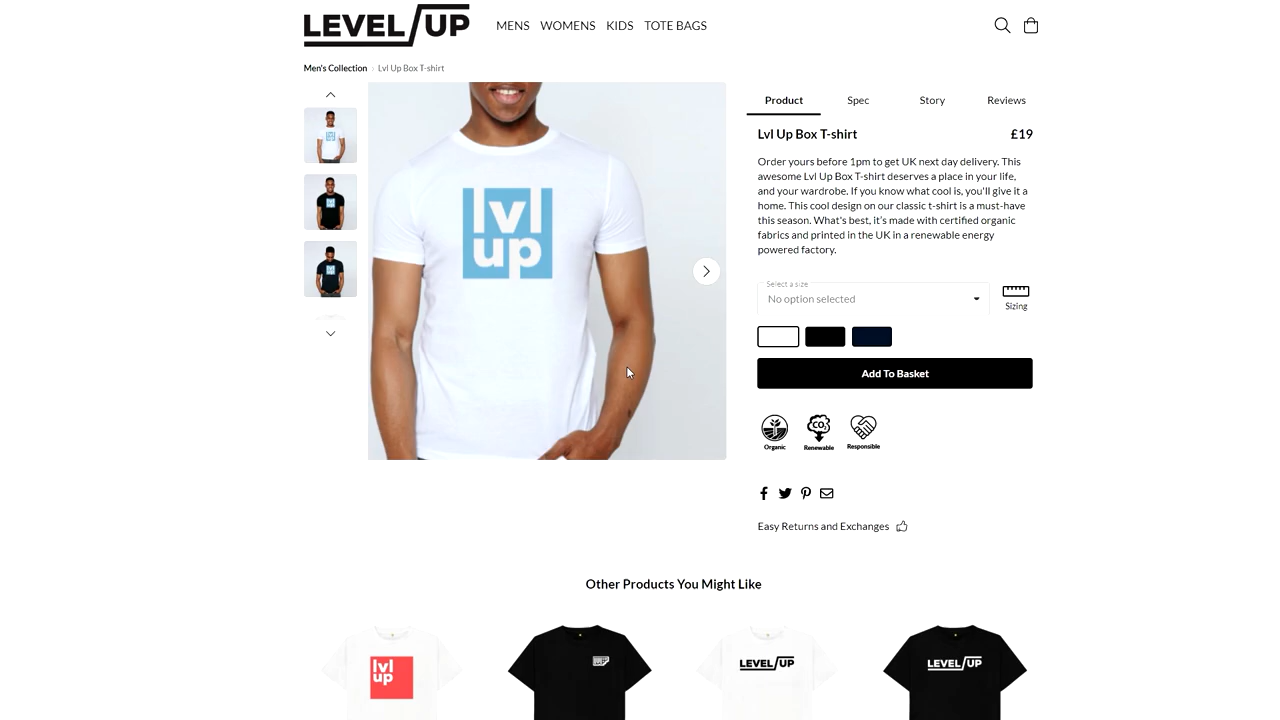 LEVEL UP
MENS WOMENS KIDS TOTE BAGS
Men's Collection › Lvl Up Box T-shirt
Product Spec Story Reviews
lvl
up
Lvl Up Box T-shirt £19
Order yours before 1pm to get UK next day delivery. This
awesome Lvl Up Box T-shirt deserves a place in your life,
and your wardrobe. If you know what cool is, you'll give it a
home. This cool design on our classic t-shirt is a must-have
this season. What's best, it's made with certified organic
fabrics and printed in the UK in a renewable energy
powered factory.
Select a size
No option selected
Sizing
Add To Basket
CO₂
Organic Renewable Responsible
Easy Returns and Exchanges
Other Products You Might Like
lvl
up
LEVEL UP
LEVEL UP